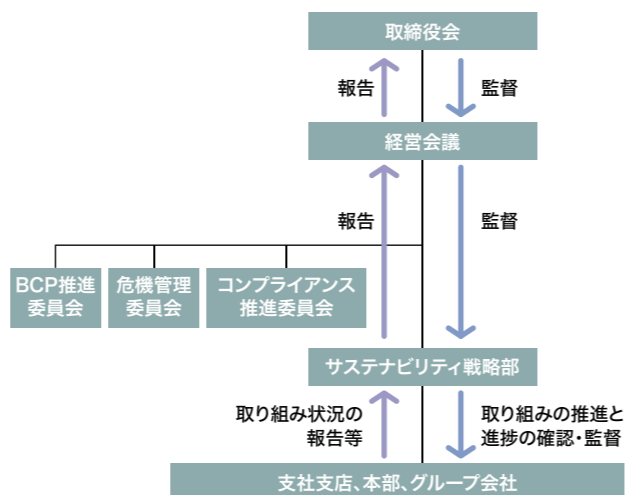 取締役会
報告
監督
経営会議
報告
監督
BCP推進
委員会
危機管理
委員会
コンプライアンス
推進委員会
サステナビリティ戦略部
取り組み状況の
報告等
取り組みの推進と
進捗の確認・監督
支社支店、本部、グループ会社